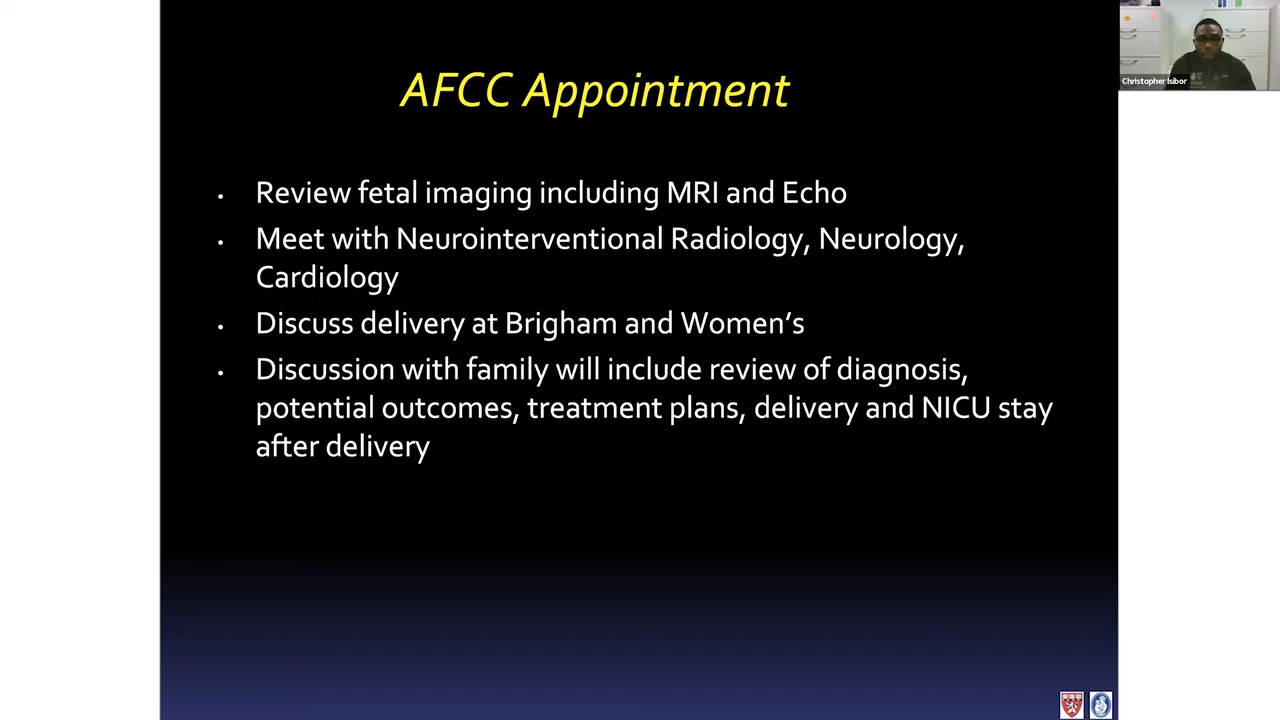 AFCC Appointment
Christopher Isibor
• Review fetal imaging including MRI and Echo
• Meet with Neurointerventional Radiology, Neurology,
Cardiology
• Discuss delivery at Brigham and Women’s
• Discussion with family will include review of diagnosis,
potential outcomes, treatment plans, delivery and NICU stay
after delivery